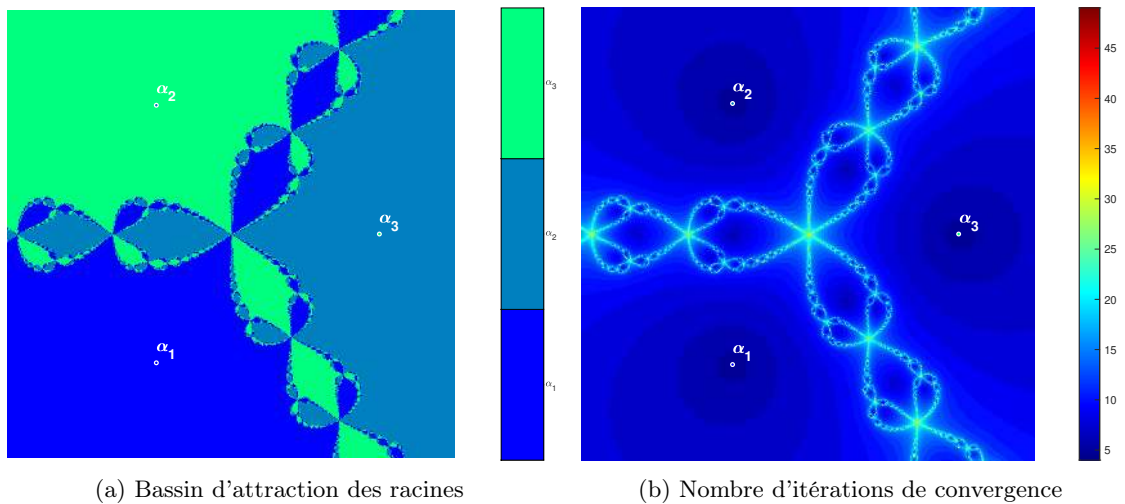 α₂
α₃
α₁
α₃
α₂
α₁
α₂
α₃
α₁
45
40
35
30
25
20
15
10
5
(a) Bassin d'attraction des racines
(b) Nombre d'itérations de convergence